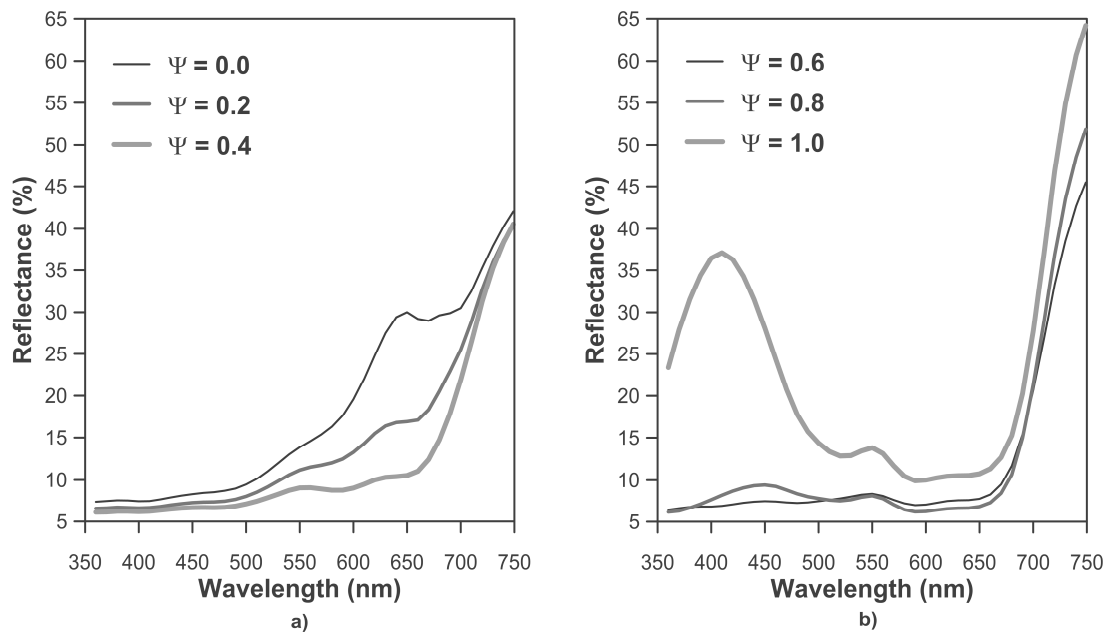 65
60
55
50
45
40
35
30
25
20
15
10
5
Reflectance (%)
Ψ = 0.0
Ψ = 0.2
Ψ = 0.4
350 400 450 500 550 600 650 700 750
Wavelength (nm)
a)
65
60
55
50
45
40
35
30
25
20
15
10
5
Reflectance (%)
Ψ = 0.6
Ψ = 0.8
Ψ = 1.0
350 400 450 500 550 600 650 700 750
Wavelength (nm)
b)